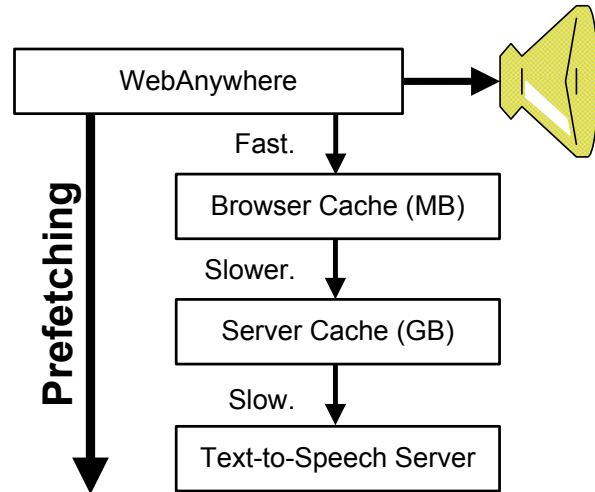 WebAnywhere
Fast.
Browser Cache (MB)
Slower.
Server Cache (GB)
Slow.
Text-to-Speech Server
Prefetching